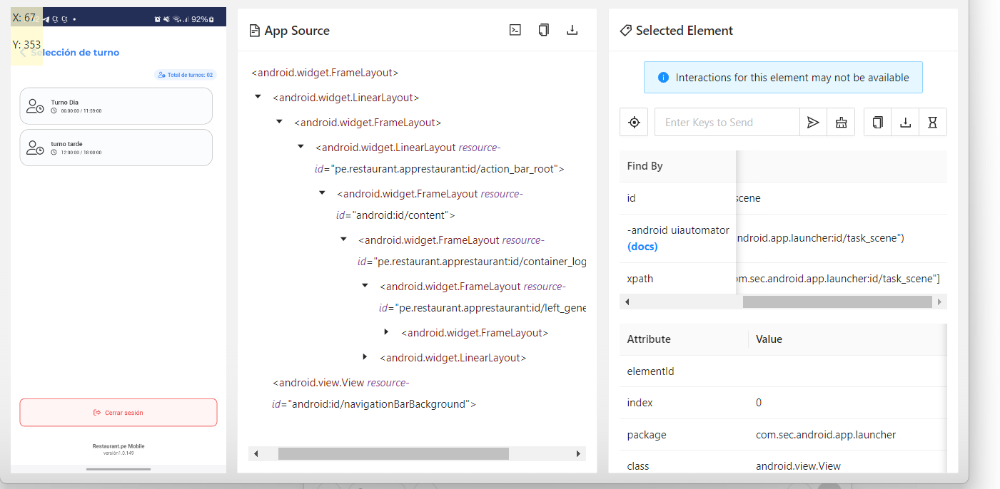 X: 67
92%
Y: 353
Selección de turno
Total de turnos: 02
Turno Dia
06:00:00 / 11:59:00
turno tarde
12:00:00 / 18:00:00
Cerrar sesión
Restaurant.pe Mobile
versión1.0.149
App Source
<android.widget.FrameLayout>
<android.widget.LinearLayout>
<android.widget.FrameLayout>
<android.widget.LinearLayout resource-
id="pe.restaurant.apprestaurant:id/action_bar_root">
<android.widget.FrameLayout resource-
id="android:id/content">
<android.widget.FrameLayout resource-
id="pe.restaurant.apprestaurant:id/container_log
<android.widget.FrameLayout resource-
id="pe.restaurant.apprestaurant:id/left_gene
<android.widget.FrameLayout>
<android.widget.LinearLayout>
<android.view.View resource-
id="android:id/navigationBarBackground">
Selected Element
Interactions for this element may not be available
Enter Keys to Send
Find By
id
scene
-android uiautomator
(docs)
ndroid.app.launcher:id/task_scene")
xpath
om.sec.android.app.launcher:id/task_scene"]
Attribute Value
elementId
index 0
package com.sec.android.app.launcher
class android.view.View